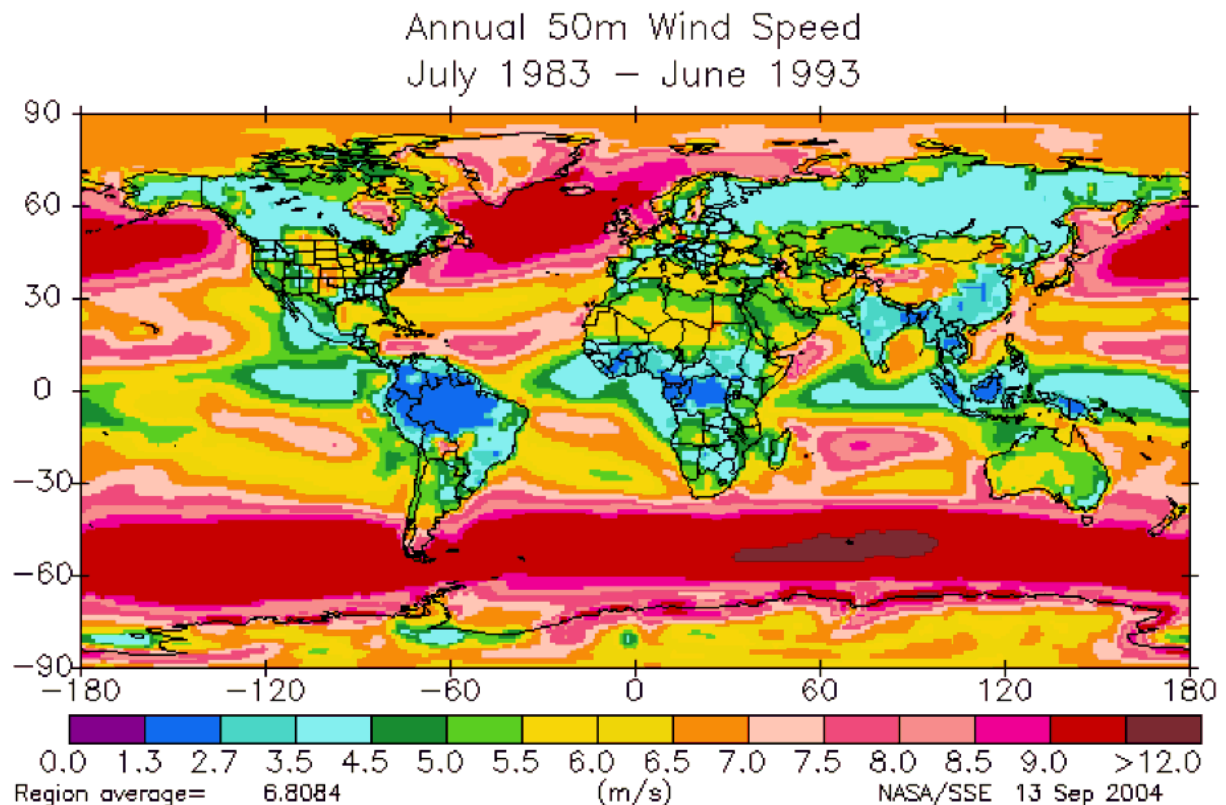 Annual 50m Wind Speed
July 1983 – June 1993
90
60
30
0
−30
−60
−90
−180 −120 −60 0 60 120 180
0.0 1.3 2.7 3.5 4.5 5.0 5.5 6.0 6.5 7.0 7.5 8.0 8.5 9.0 >12.0
Region average= 6.8084 (m/s) NASA/SSE 13 Sep 2004